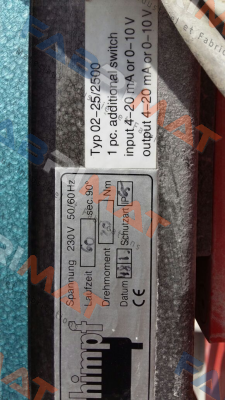 Typ 02-25/2500
1 pc. additional switch
input 4-20 mA or 0-10 V
output 4-20 mA or 0-10 V
Spannung 230V 50/60Hz
Laufzeit 60 sec. 90°
Drehmoment 25 Nm
Datum Schutzart
CE
himpf